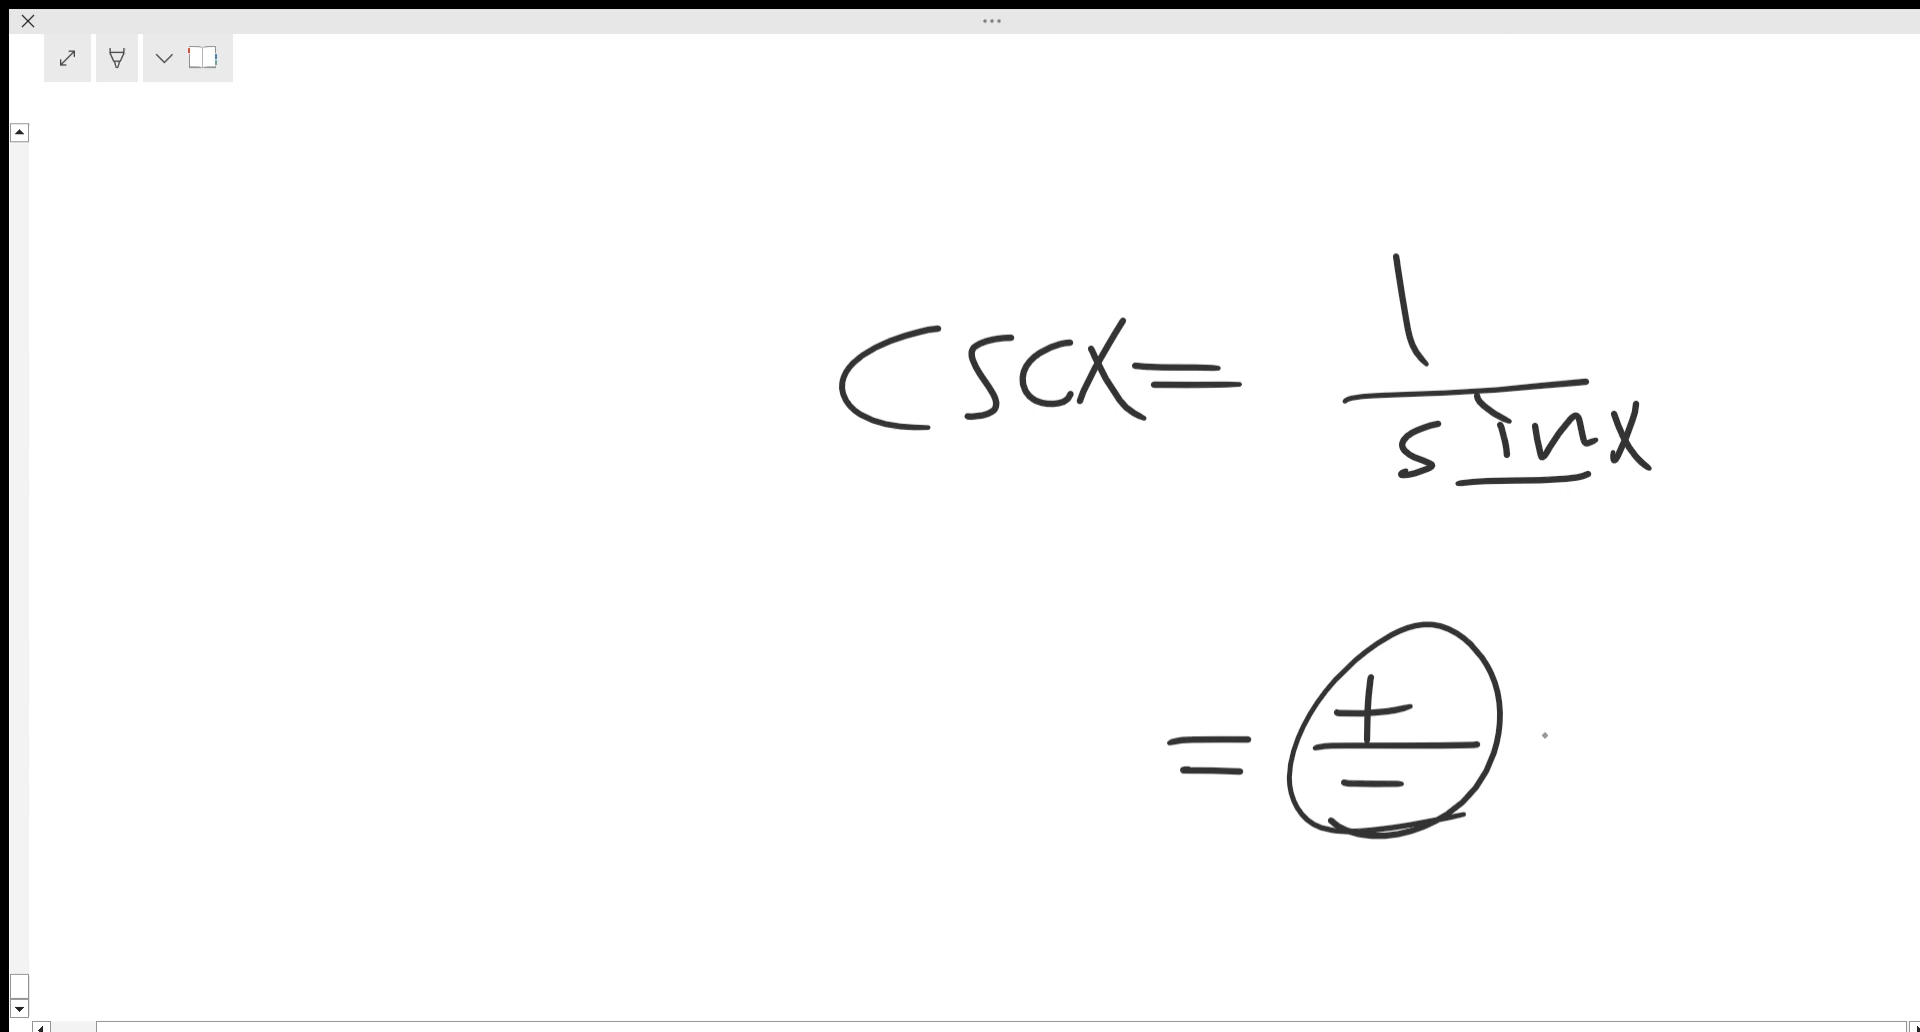 cscx = 1/sinx
= +/−